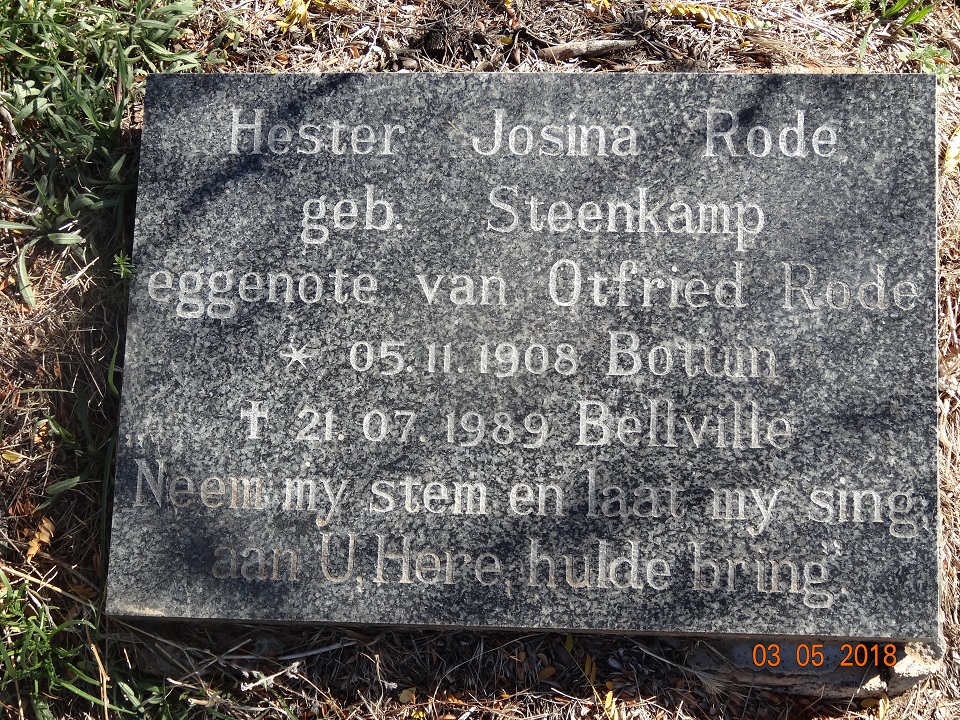 Hester Josina Rode
geb. Steenkamp
eggenote van Otfried Rode
* 05.11.1908 Botuin
† 21.07.1989 Bellville
„Neem my stem en laat my sing,
aan U, Here, hulde bring”.
03 05 2018